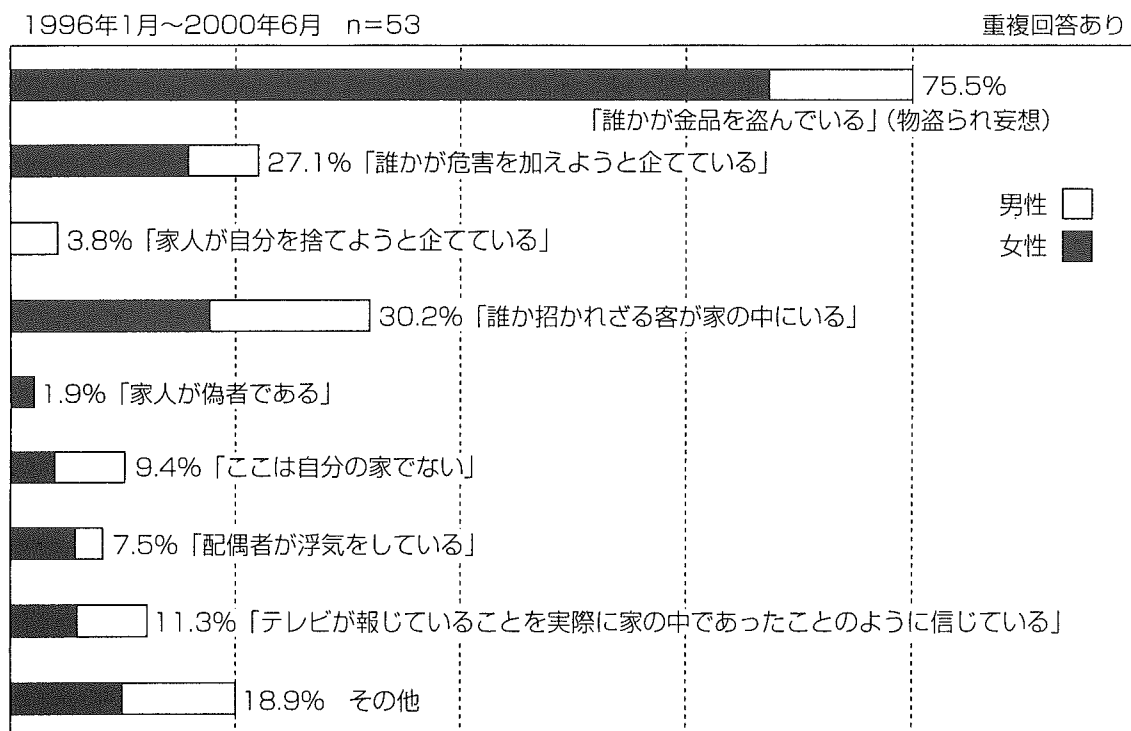 1996年1月～2000年6月　n＝53
重複回答あり
75.5%
「誰かが金品を盗んでいる」（物盗られ妄想）
27.1%「誰かが危害を加えようと企てている」
男性
3.8%「家人が自分を捨てようと企てている」
女性
30.2%「誰か招かれざる客が家の中にいる」
1.9%「家人が偽者である」
9.4%「ここは自分の家でない」
7.5%「配偶者が浮気をしている」
11.3%「テレビが報じていることを実際に家の中であったことのように信じている」
18.9%　その他